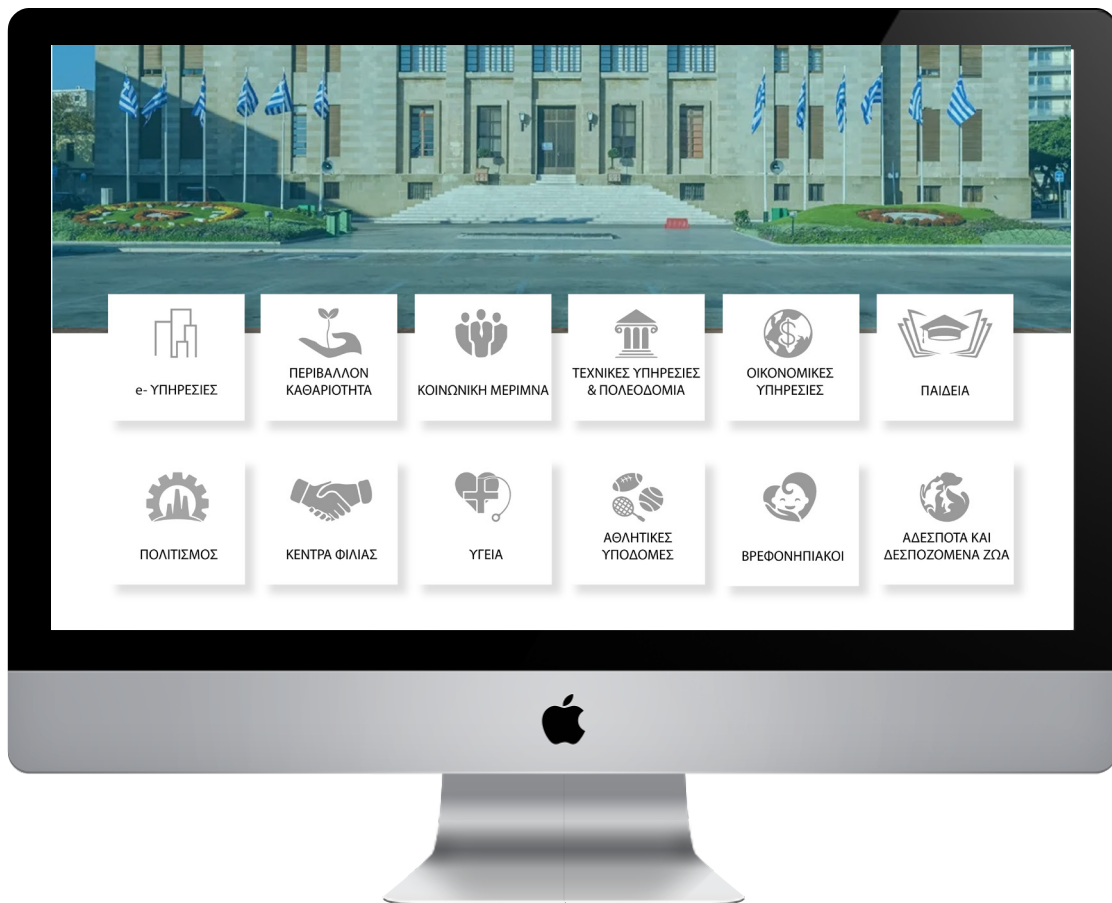 e- ΥΠΗΡΕΣΙΕΣ
ΠΕΡΙΒΑΛΛΟΝ
ΚΑΘΑΡΙΟΤΗΤΑ
ΚΟΙΝΩΝΙΚΗ ΜΕΡΙΜΝΑ
ΤΕΧΝΙΚΕΣ ΥΠΗΡΕΣΙΕΣ
& ΠΟΛΕΟΔΟΜΙΑ
ΟΙΚΟΝΟΜΙΚΕΣ
ΥΠΗΡΕΣΙΕΣ
ΠΑΙΔΕΙΑ
ΠΟΛΙΤΙΣΜΟΣ
ΚΕΝΤΡΑ ΦΙΛΙΑΣ
ΥΓΕΙΑ
ΑΘΛΗΤΙΚΕΣ
ΥΠΟΔΟΜΕΣ
ΒΡΕΦΟΝΗΠΙΑΚΟΙ
ΑΔΕΣΠΟΤΑ ΚΑΙ
ΔΕΣΠΟΖΟΜΕΝΑ ΖΩΑ